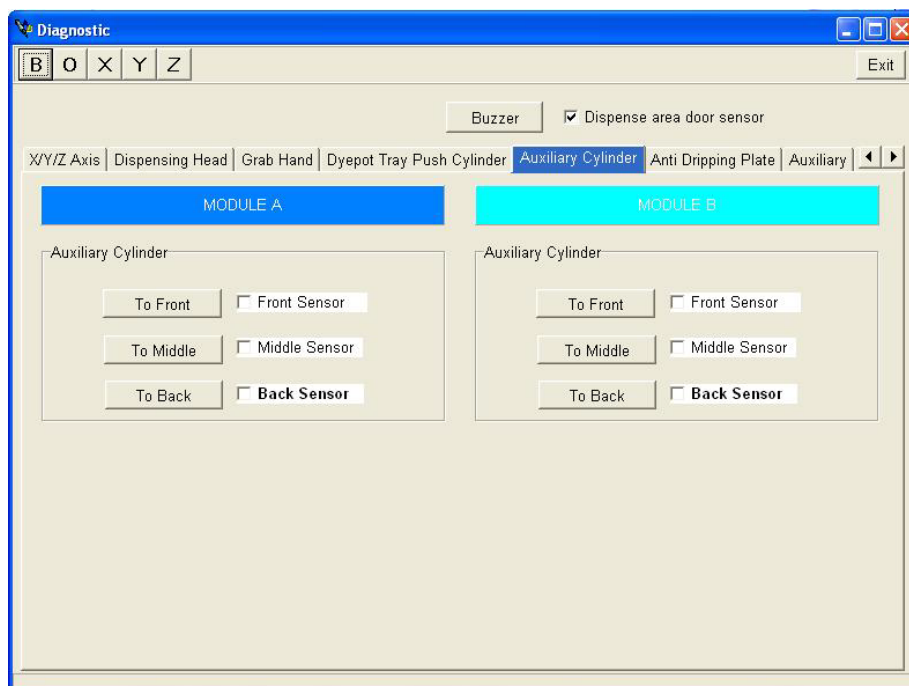 Diagnostic
B O X Y Z Exit
Buzzer Dispense area door sensor
X/Y/Z Axis Dispensing Head Grab Hand Dyepot Tray Push Cylinder Auxiliary Cylinder Anti Dripping Plate Auxiliary
MODULE A MODULE B
Auxiliary Cylinder Auxiliary Cylinder
To Front Front Sensor To Front Front Sensor
To Middle Middle Sensor To Middle Middle Sensor
To Back Back Sensor To Back Back Sensor